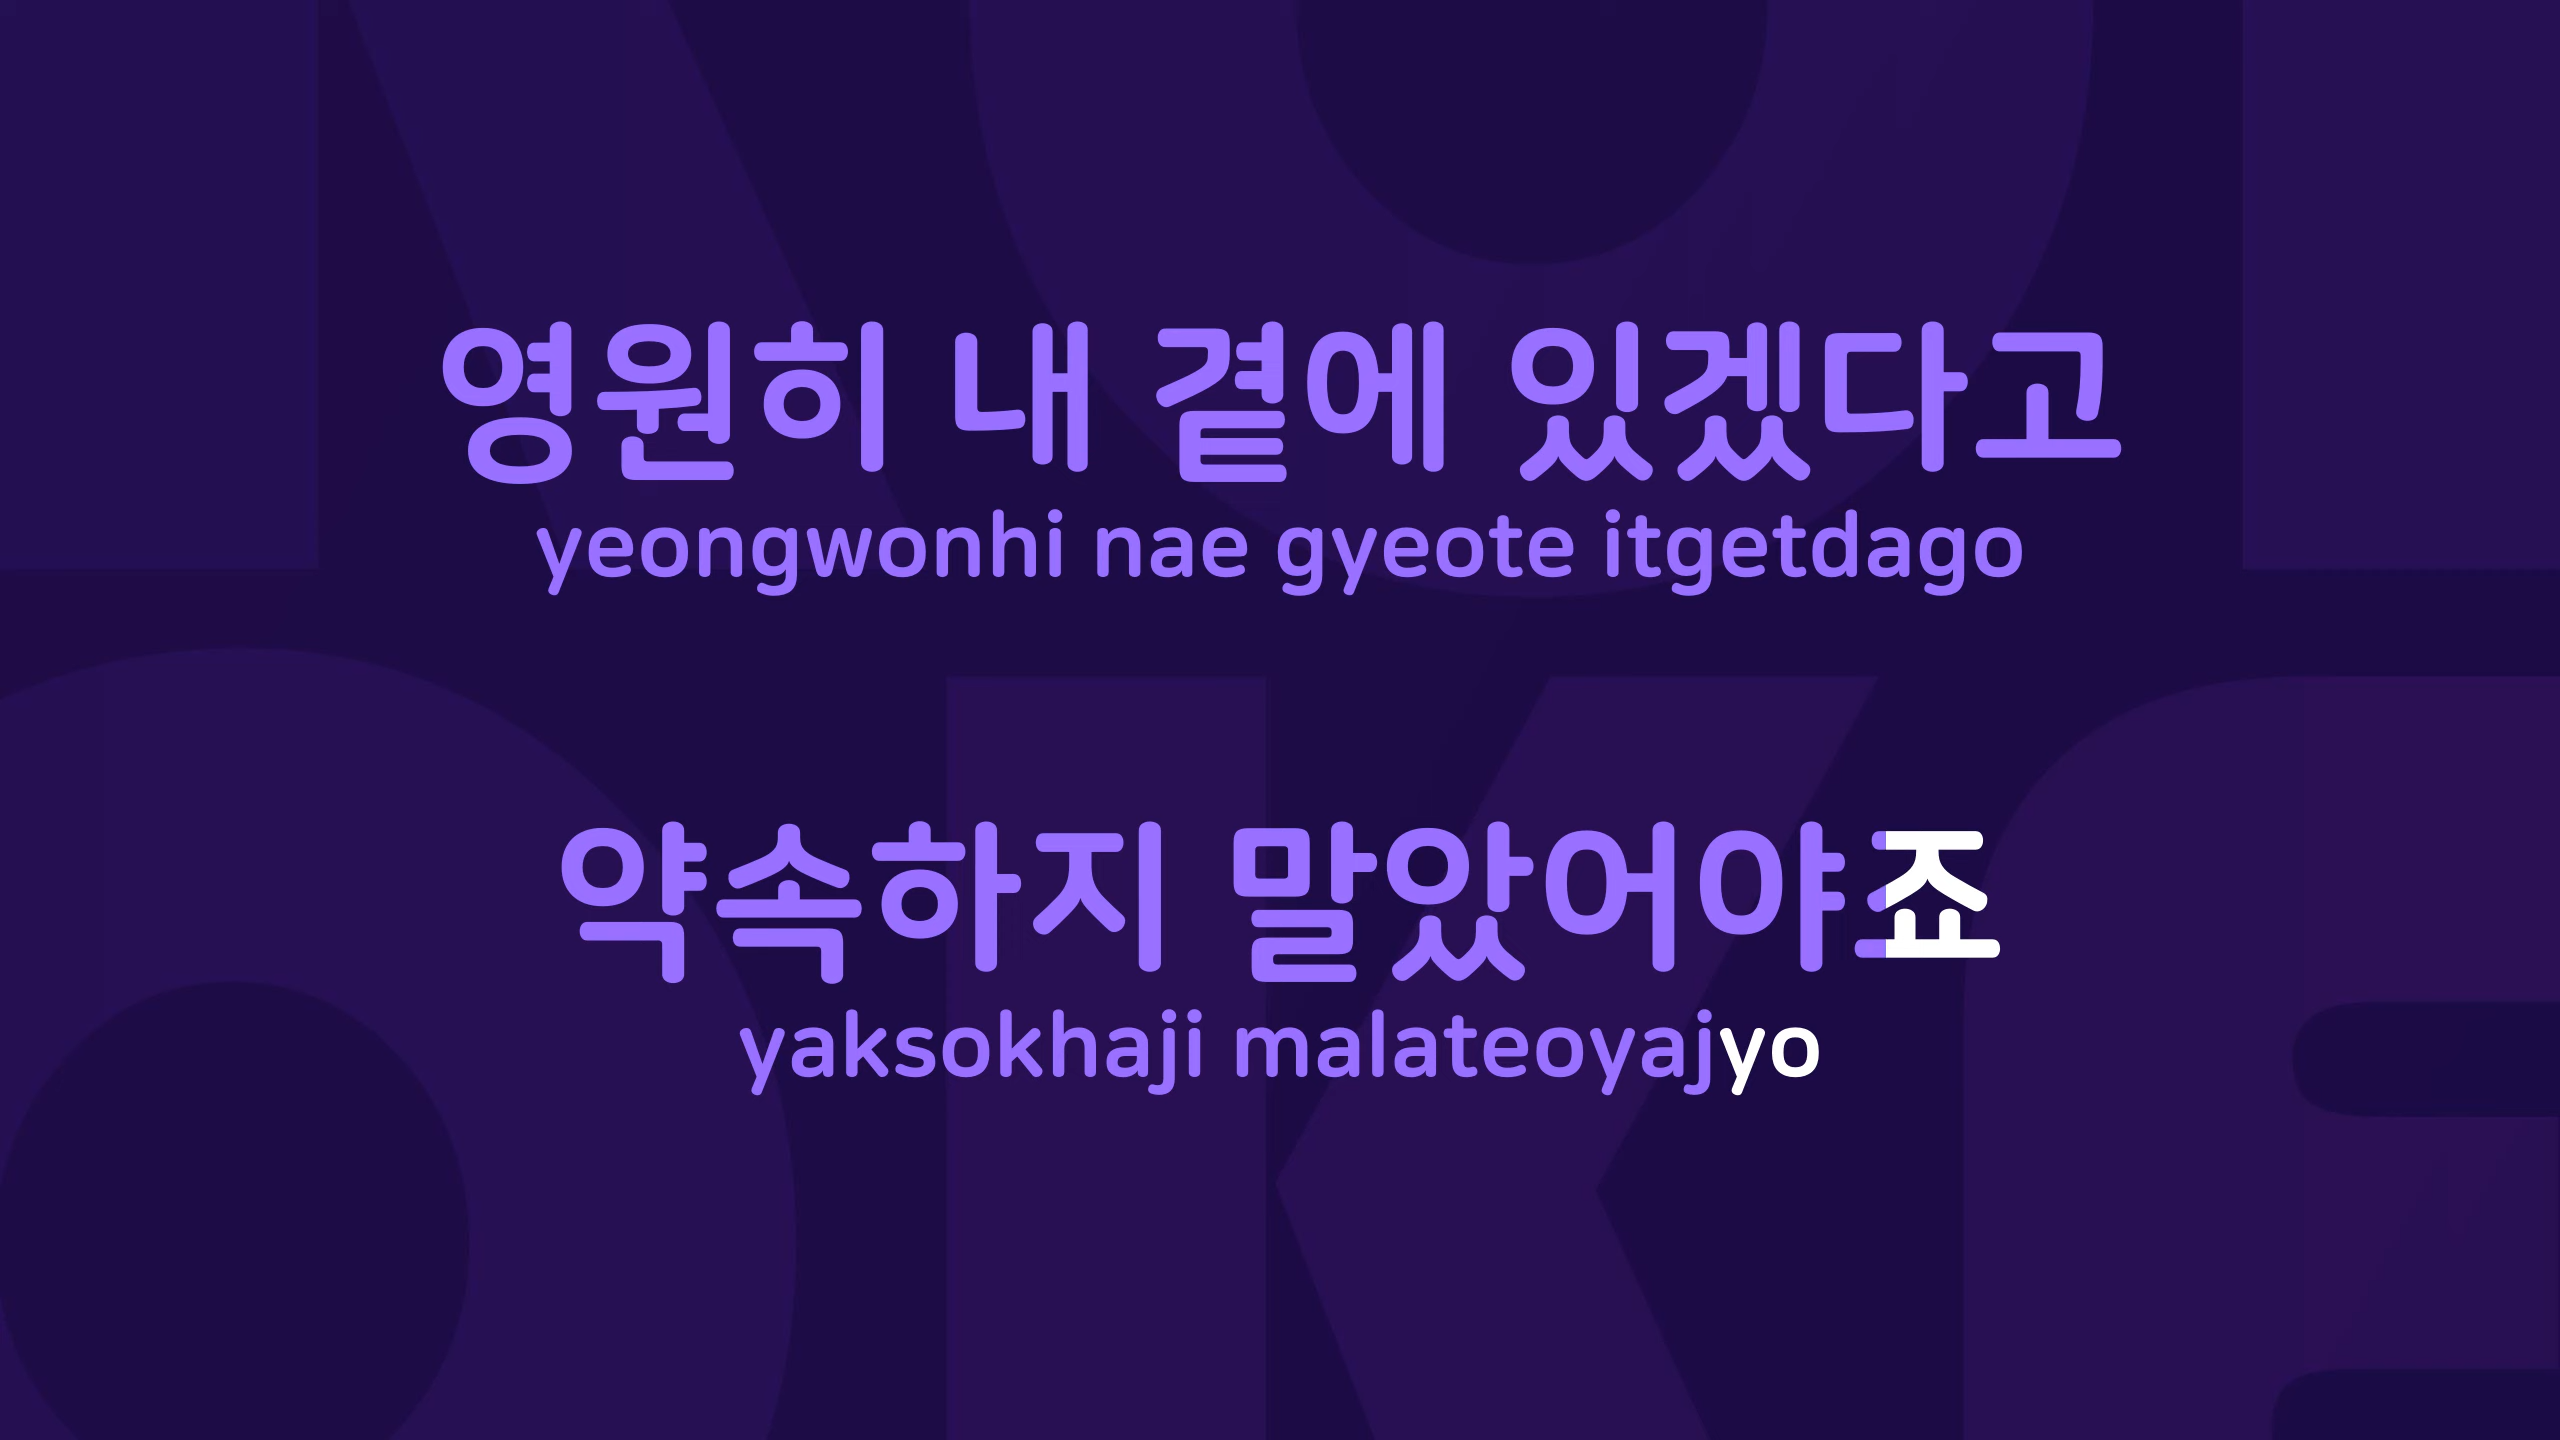 영원히 내 곁에 있겠다고
yeongwonhi nae gyeote itgetdago
약속하지 말았어야죠
yaksokhaji malateoyajyo